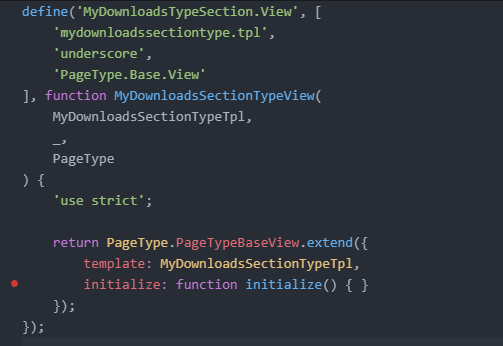 define('MyDownloadsTypeSection.View', [
    'mydownloadssectiontype.tpl',
    'underscore',
    'PageType.Base.View'
], function MyDownloadsSectionTypeView(
    MyDownloadsSectionTypeTpl,
    _,
    PageType
) {
    'use strict';

    return PageType.PageTypeBaseView.extend({
        template: MyDownloadsSectionTypeTpl,
        initialize: function initialize() { }
    });
});